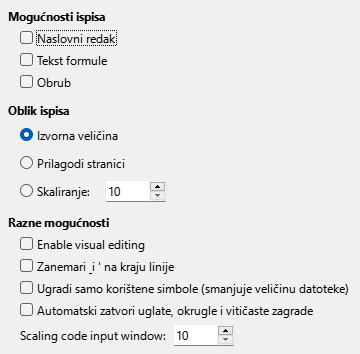 Mogućnosti ispisa
Naslovni redak
Tekst formule
Obrub
Oblik ispisa
Izvorna veličina
Prilagodi stranici
Skaliranje: 10
Razne mogućnosti
Enable visual editing
Zanemari _i ' na kraju linije
Ugradi samo korištene simbole (smanjuje veličinu datoteke)
Automatski zatvori uglate, okrugle i vitičaste zagrade
Scaling code input window: 10